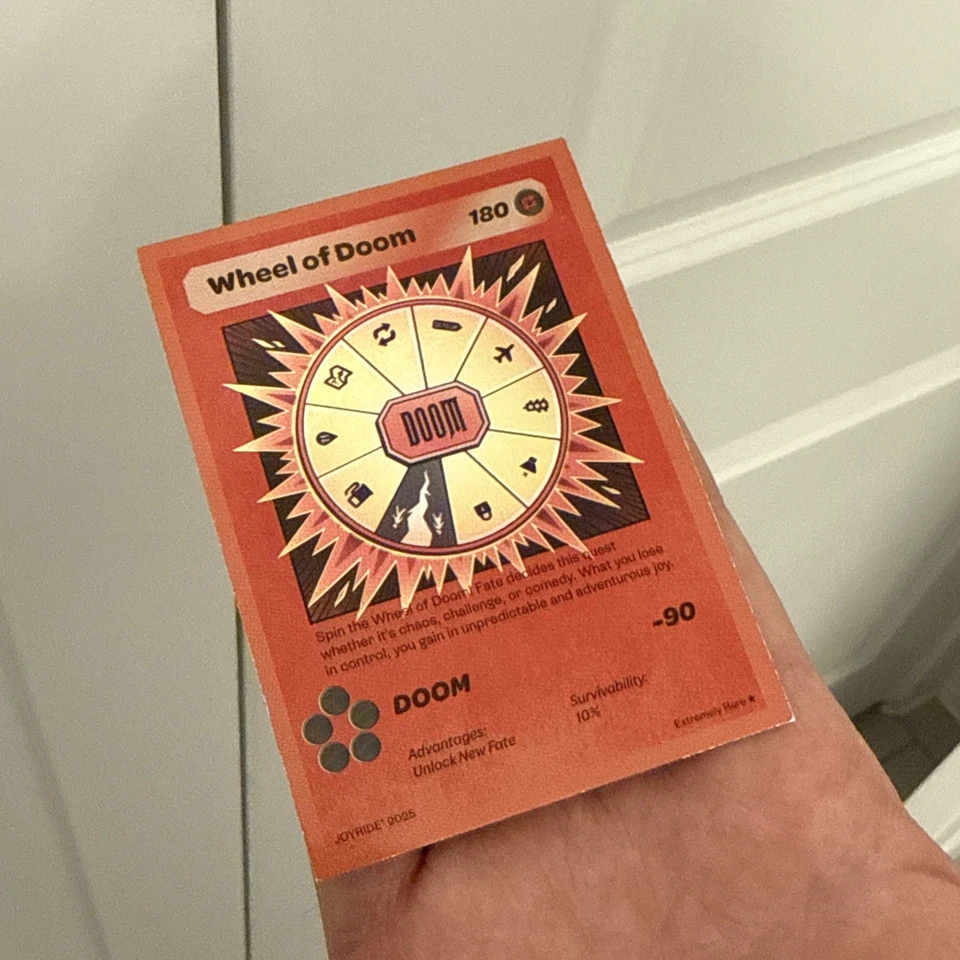 Wheel of Doom
180
DOOM
Spin the Wheel of Doom Fate decides this quest
whether it's chaos, challenge, or comedy. What you lose
in control, you gain in unpredictable and adventurous joy.
DOOM
-90
Advantages:
Unlock New Fate
Survivability:
10%
JOYRIDE® 2025
Extremely Rare ★